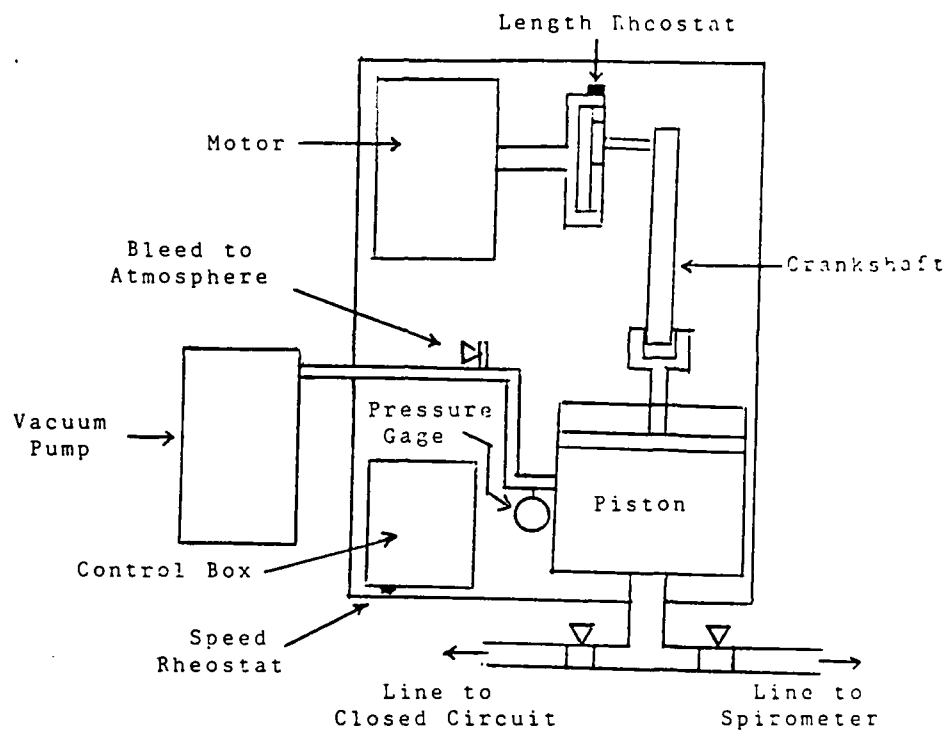 Length Rheostat
Motor
Crankshaft
Bleed to
Atmosphere
Pressure
Gage
Vacuum
Pump
Piston
Control Box
Speed
Rheostat
Line to
Closed Circuit
Line to
Spirometer